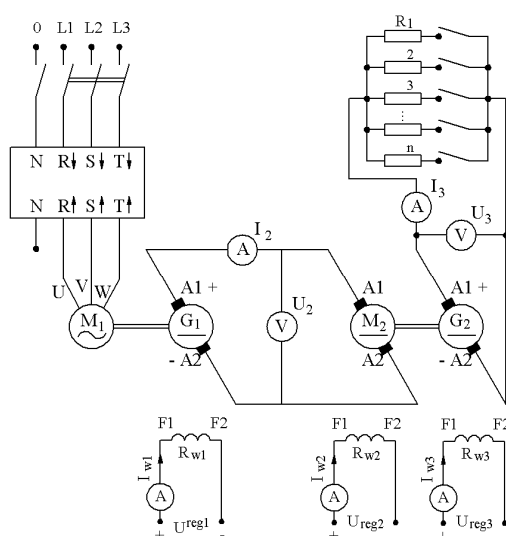 0 L1 L2 L3
R1
2
3
n
N R S T
N R S T
A I3
V U3
I2
A
U V W
A1 +
A1
A1 +
U2
M1
G1
V
M2
G2
- A2
A2
- A2
F1 F2
F1 F2
F1 F2
Rw1
Rw2
Rw3
Iw1
Iw2
Iw3
A
A
A
Ureg1
Ureg2
Ureg3
+ -
+
+